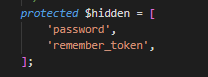 protected $hidden = [
    'password',
    'remember_token',
];